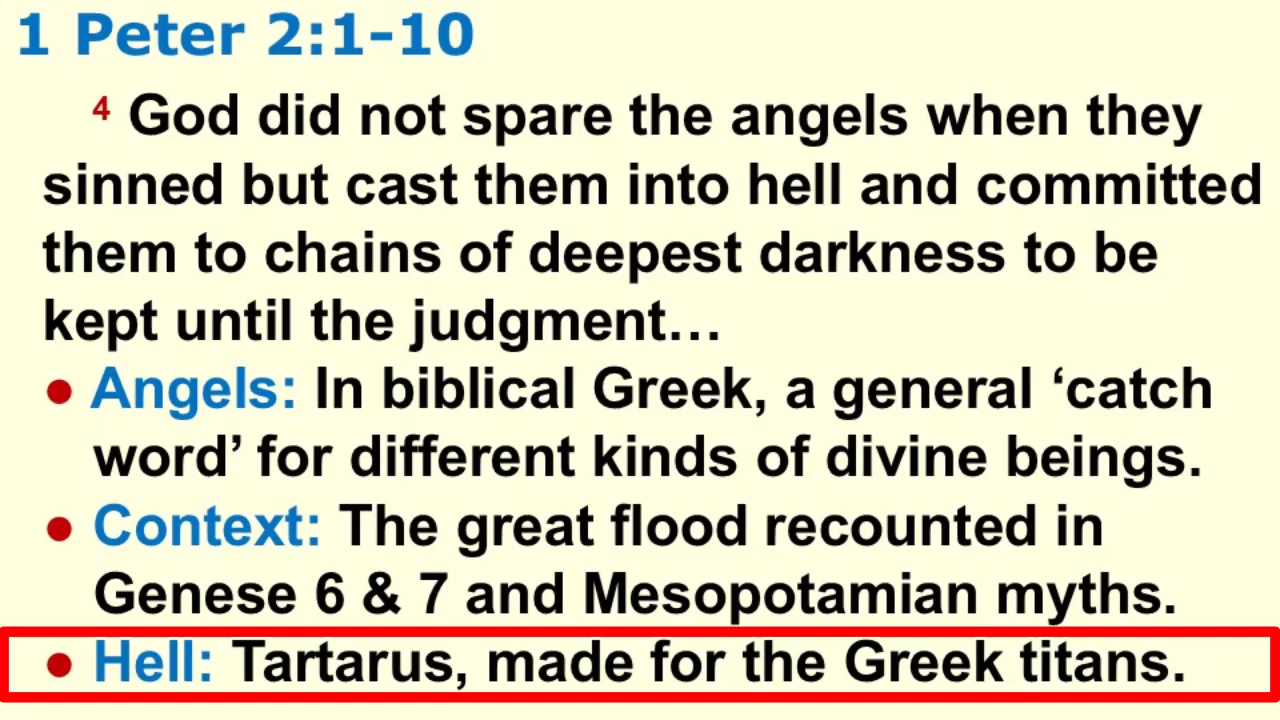 1 Peter 2:1-10
4 God did not spare the angels when they
sinned but cast them into hell and committed
them to chains of deepest darkness to be
kept until the judgment…
● Angels: In biblical Greek, a general ‘catch
word’ for different kinds of divine beings.
● Context: The great flood recounted in
Genese 6 & 7 and Mesopotamian myths.
● Hell: Tartarus, made for the Greek titans.